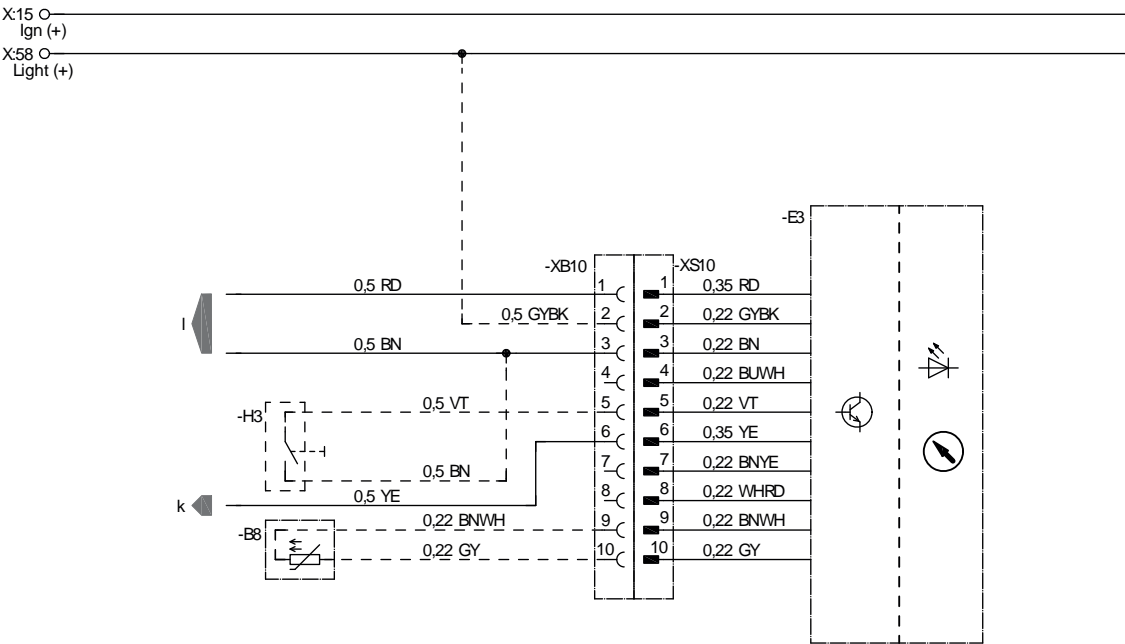 X:15
Ign (+)
X:58
Light (+)
-E3
-XB10
-XS10
0,5 RD
1
1
0,35 RD
l
0,5 GYBK
2
2
0,22 GYBK
0,5 BN
3
3
0,22 BN
4
4
0,22 BUWH
-H3
0,5 VT
5
5
0,22 VT
6
6
0,35 YE
0,5 BN
7
7
0,22 BNYE
k
0,5 YE
8
8
0,22 WHRD
-B8
0,22 BNWH
9
9
0,22 BNWH
0,22 GY
10
10
0,22 GY